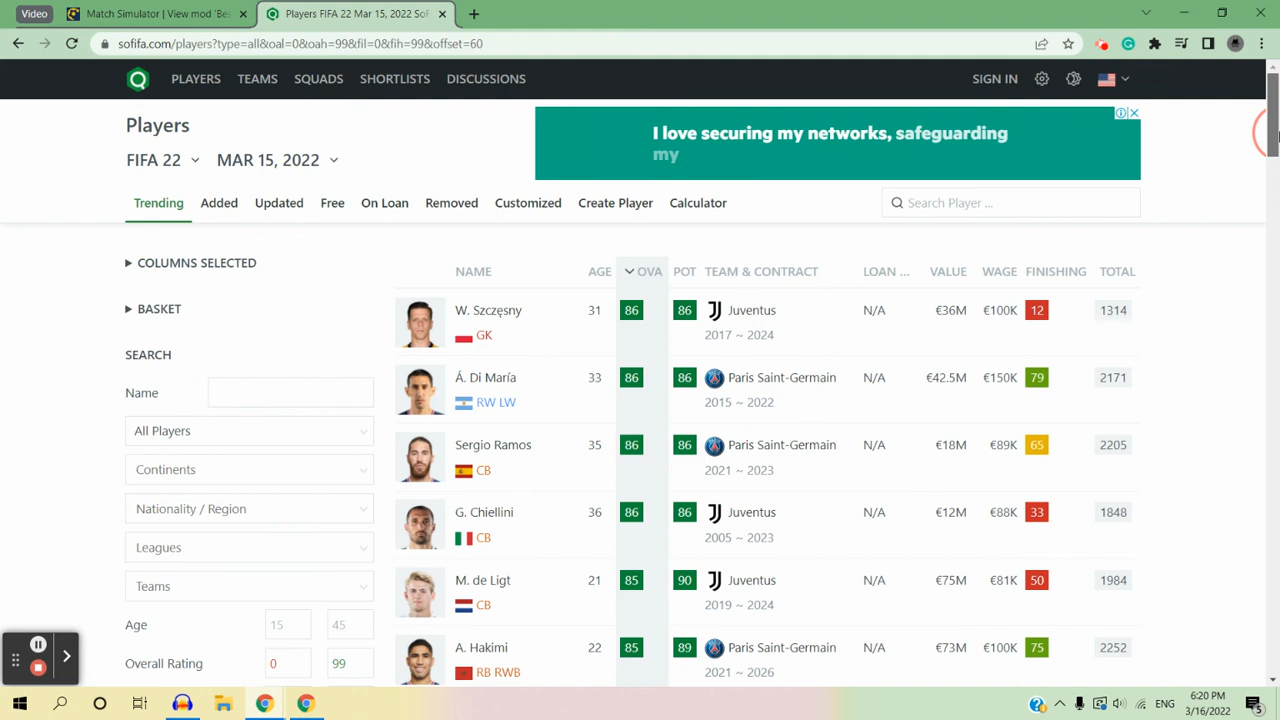 Video
Match Simulator | View mod 'Bes
Players FIFA 22 Mar 15, 2022 SoF
sofifa.com/players?type=all&oal=0&oah=99&fil=0&fih=99&offset=60
PLAYERS TEAMS SQUADS SHORTLISTS DISCUSSIONS SIGN IN
Players
FIFA 22 MAR 15, 2022
I love securing my networks, safeguarding
my
Trending Added Updated Free On Loan Removed Customized Create Player Calculator Search Player ...
COLUMNS SELECTED
BASKET
SEARCH
Name
All Players
Continents
Nationality / Region
Leagues
Teams
Age 15 45
Overall Rating 0 99
NAME AGE OVA POT TEAM & CONTRACT LOAN ... VALUE WAGE FINISHING TOTAL
W. Szczęsny 31 86 86 Juventus N/A €36M €100K 12 1314
GK 2017 ~ 2024
Á. Di María 33 86 86 Paris Saint-Germain N/A €42.5M €150K 79 2171
RW LW 2015 ~ 2022
Sergio Ramos 35 86 86 Paris Saint-Germain N/A €18M €89K 65 2205
CB 2021 ~ 2023
G. Chiellini 36 86 86 Juventus N/A €12M €88K 33 1848
CB 2005 ~ 2023
M. de Ligt 21 85 90 Juventus N/A €75M €81K 50 1984
CB 2019 ~ 2024
A. Hakimi 22 85 89 Paris Saint-Germain N/A €73M €100K 75 2252
RB RWB 2021 ~ 2026
ENG
6:20 PM
3/16/2022
5